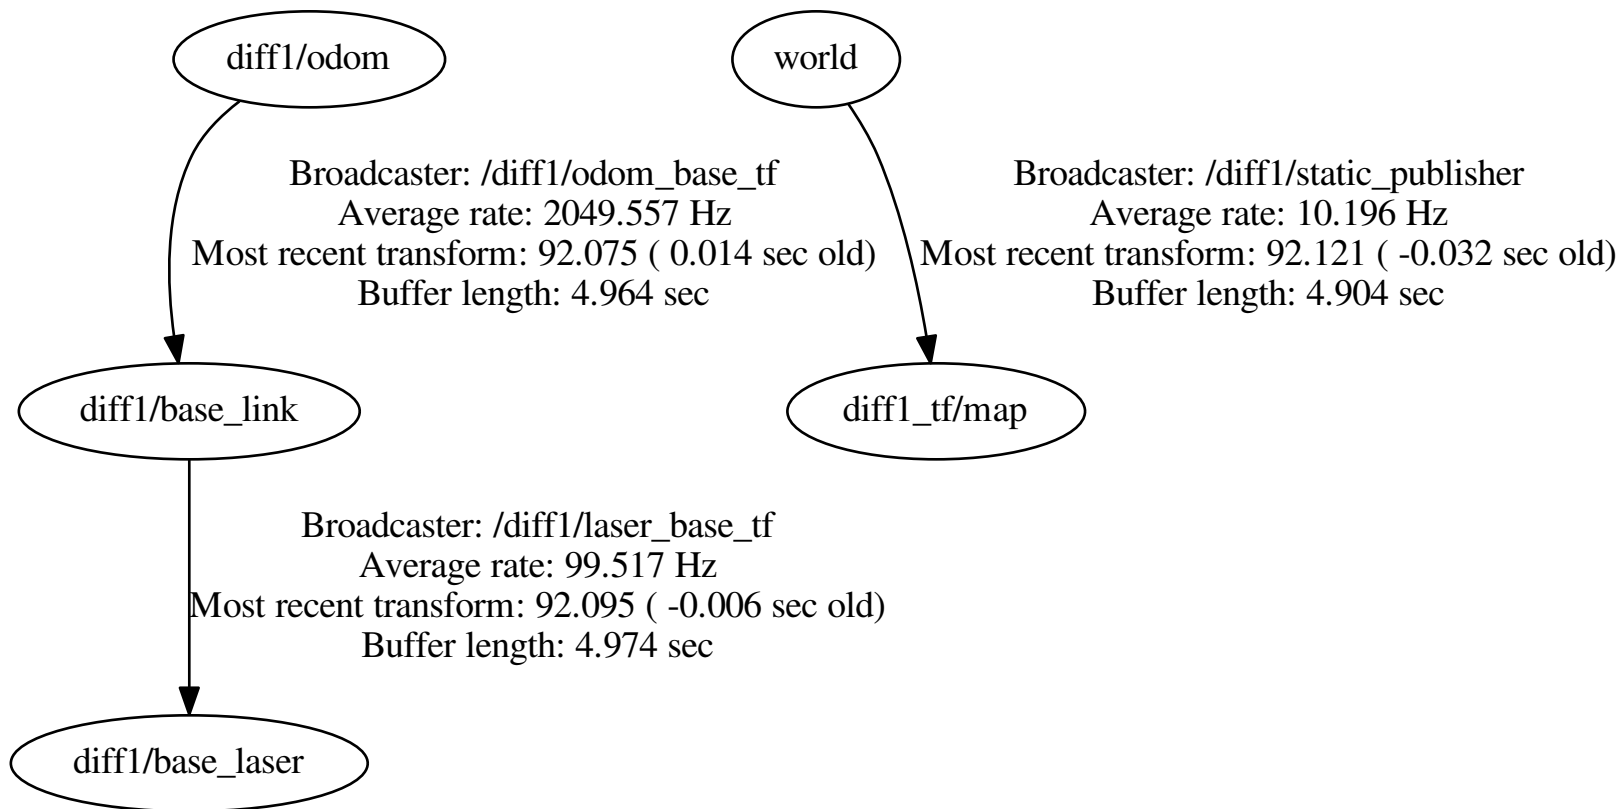 diff1/odom
world
Broadcaster: /diff1/odom_base_tf
Average rate: 2049.557 Hz
Most recent transform: 92.075 ( 0.014 sec old)
Buffer length: 4.964 sec
Broadcaster: /diff1/static_publisher
Average rate: 10.196 Hz
Most recent transform: 92.121 ( -0.032 sec old)
Buffer length: 4.904 sec
diff1/base_link
diff1_tf/map
Broadcaster: /diff1/laser_base_tf
Average rate: 99.517 Hz
Most recent transform: 92.095 ( -0.006 sec old)
Buffer length: 4.974 sec
diff1/base_laser